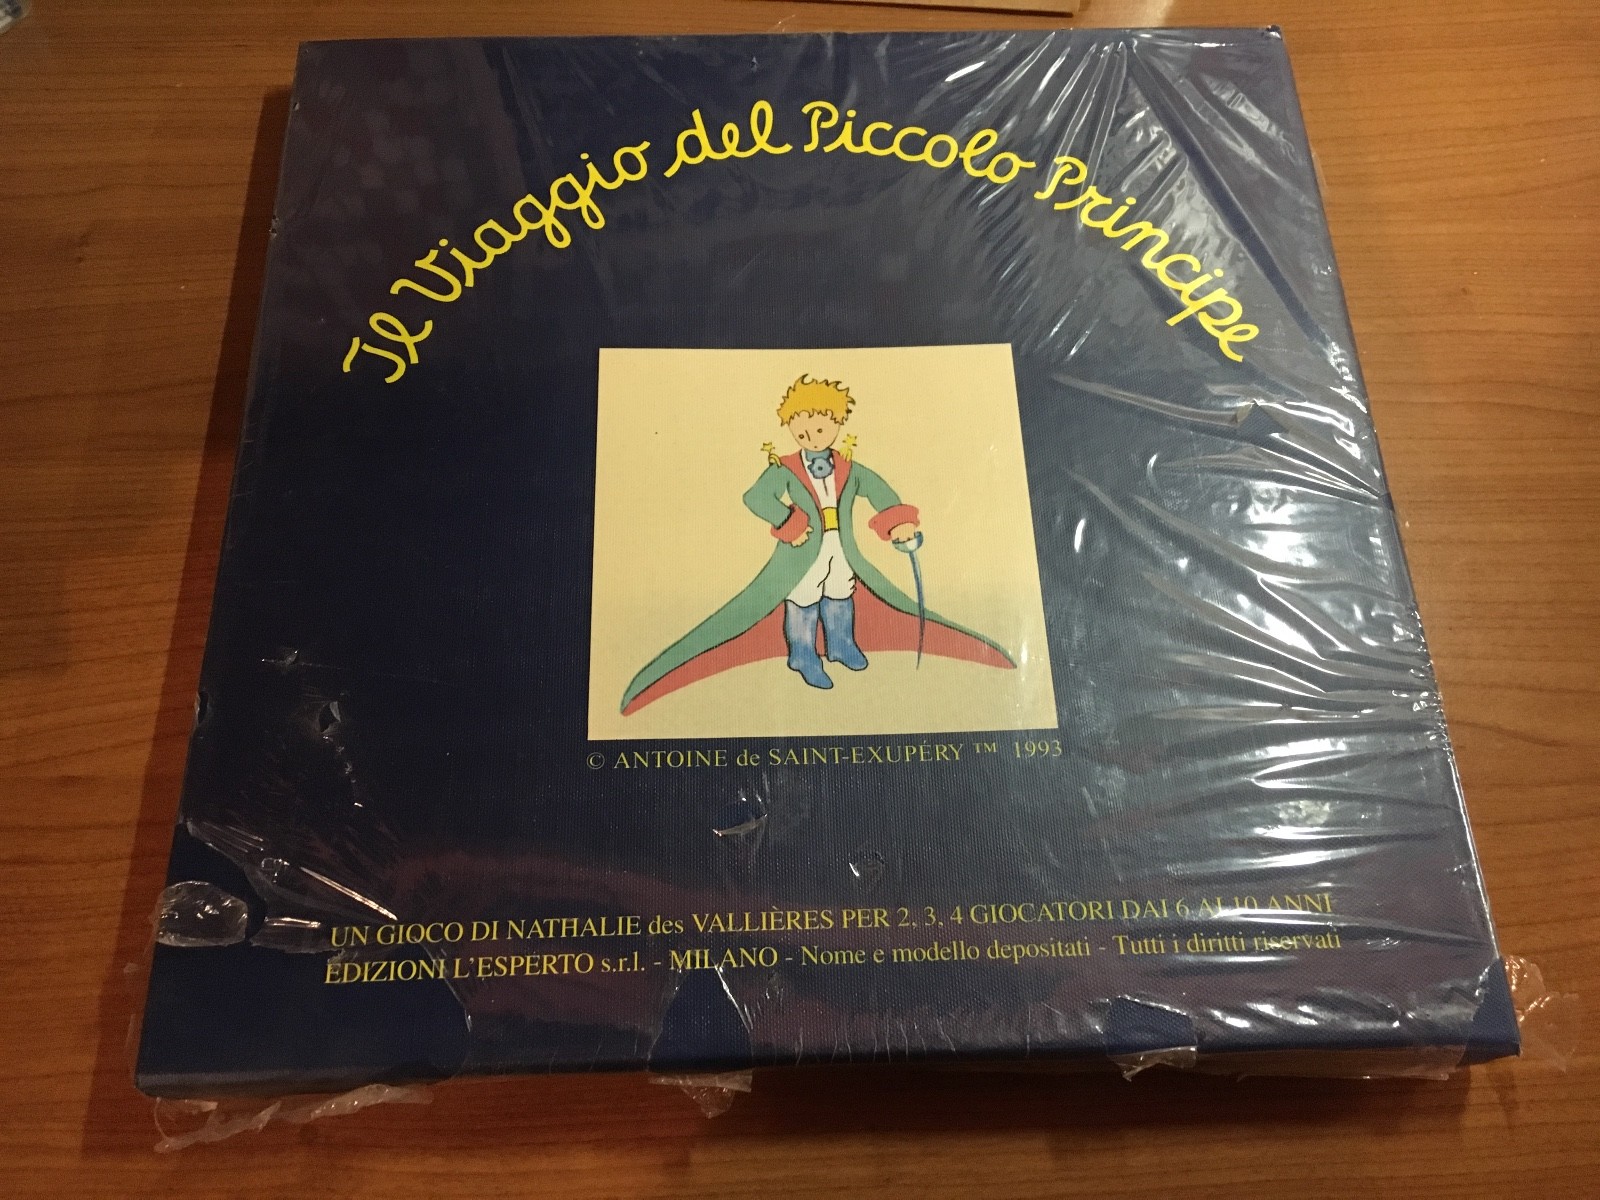 Il Viaggio del Piccolo Principe
© ANTOINE de SAINT-EXUPÉRY ™ 1993
UN GIOCO DI NATHALIE des VALLIÈRES PER 2, 3, 4 GIOCATORI DAI 6 AI 10 ANNI
EDIZIONI L'ESPERTO s.r.l. - MILANO - Nome e modello depositati - Tutti i diritti riservati